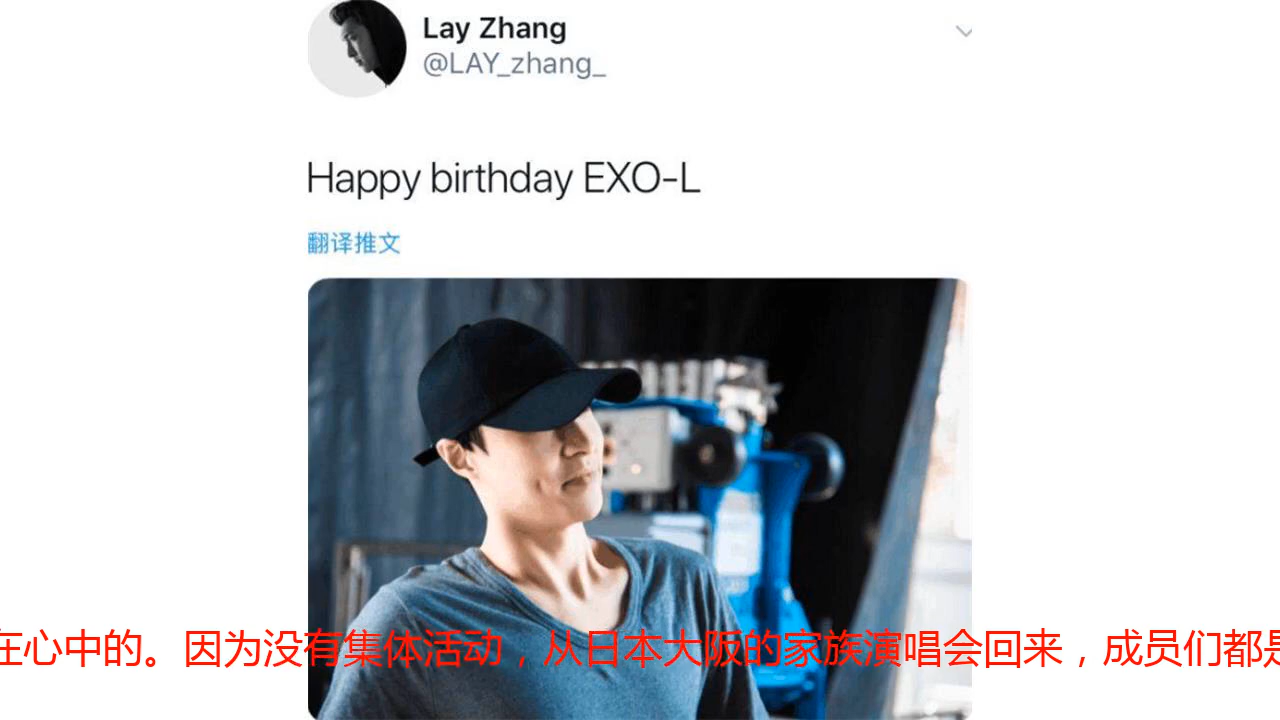 Lay Zhang
@LAY_zhang_
Happy birthday EXO-L
翻译推文
在心中的。因为没有集体活动，从日本大阪的家族演唱会回来，成员们都是